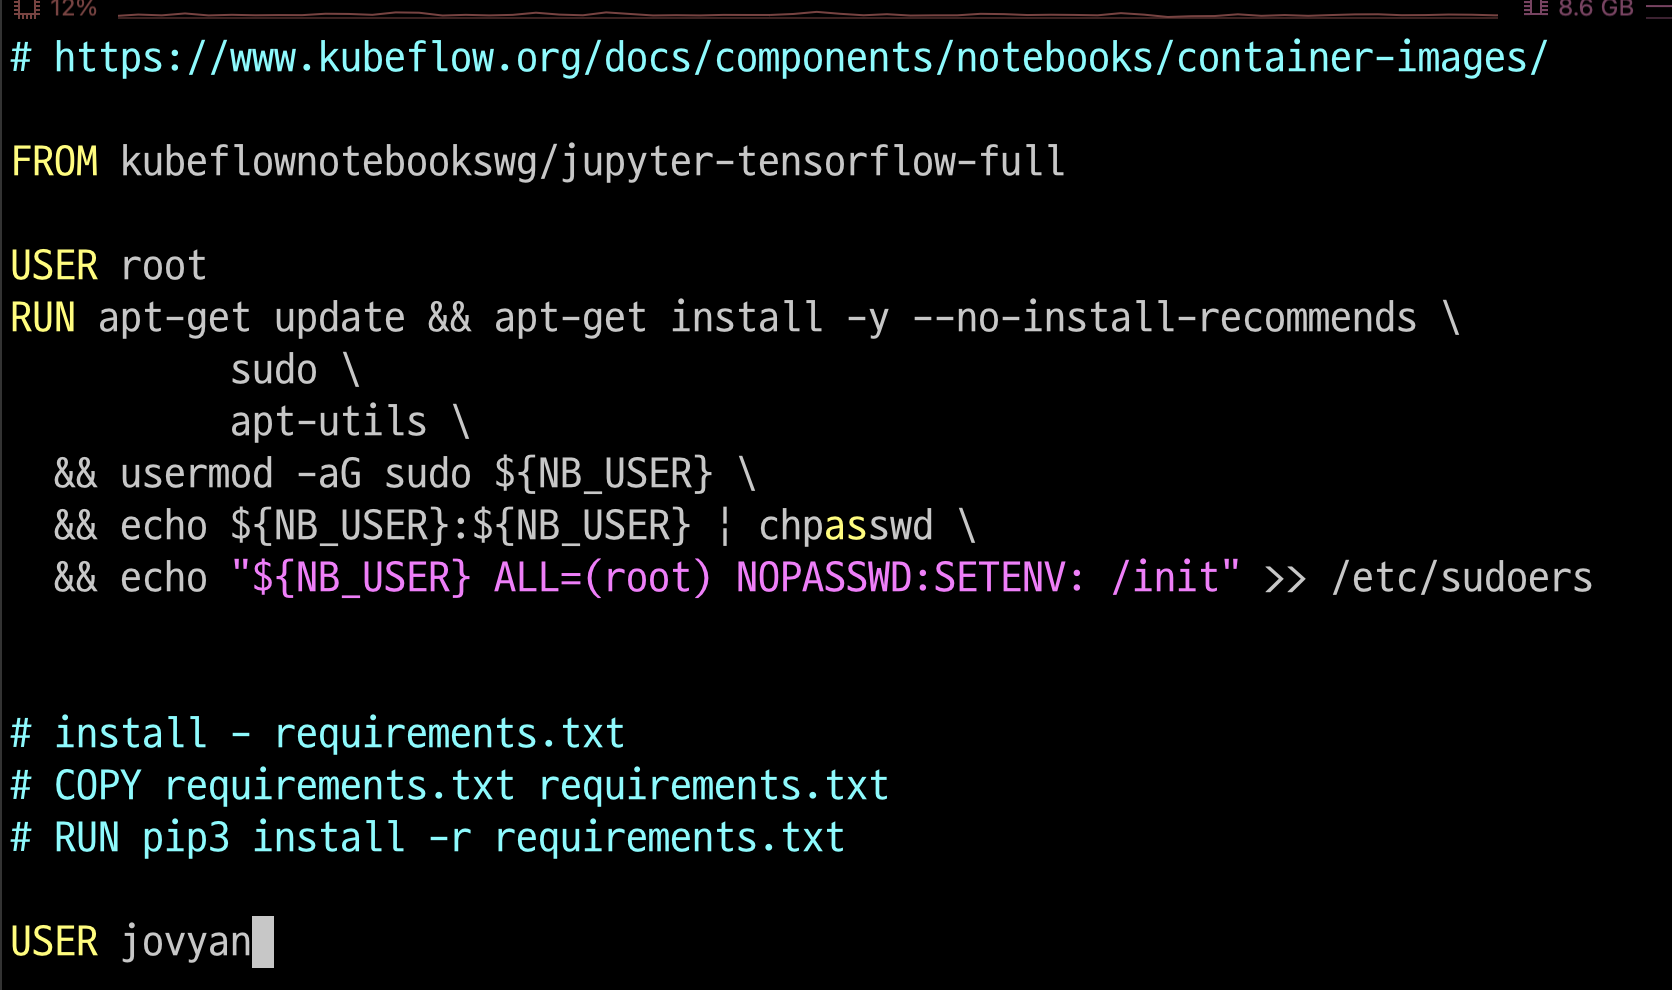 12% 8.6 GB
# https://www.kubeflow.org/docs/components/notebooks/container-images/
FROM kubeflownotebookswg/jupyter-tensorflow-full
USER root
RUN apt-get update && apt-get install -y --no-install-recommends \
sudo \
apt-utils \
&& usermod -aG sudo ${NB_USER} \
&& echo ${NB_USER}:${NB_USER} | chpasswd \
&& echo "${NB_USER} ALL=(root) NOPASSWD:SETENV: /init" >> /etc/sudoers
# install - requirements.txt
# COPY requirements.txt requirements.txt
# RUN pip3 install -r requirements.txt
USER jovyan